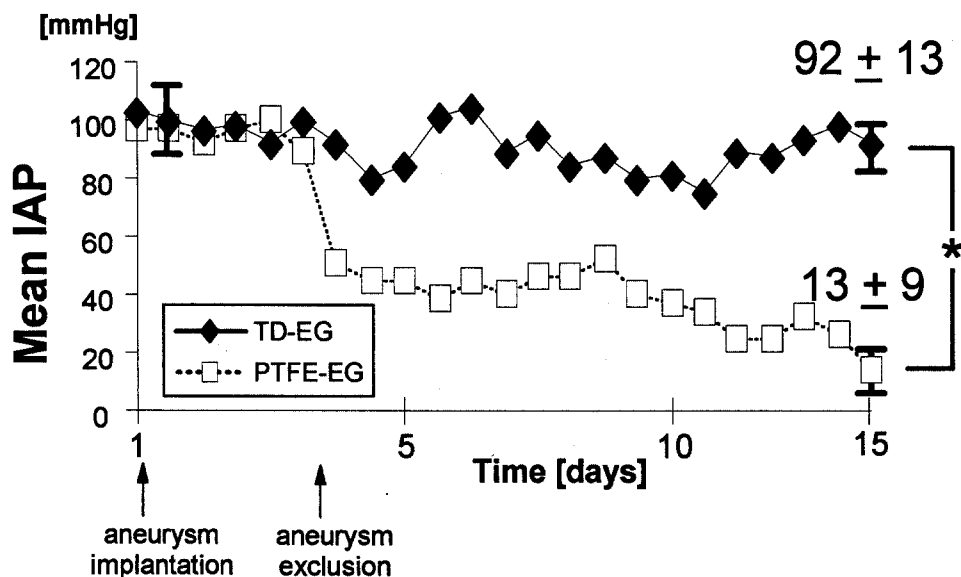 [mmHg]
120
100
80
60
40
20
0
Mean IAP
92 ± 13
*
13 ± 9
TD-EG
PTFE-EG
1
5
10
15
Time [days]
aneurysm
implantation
aneurysm
exclusion